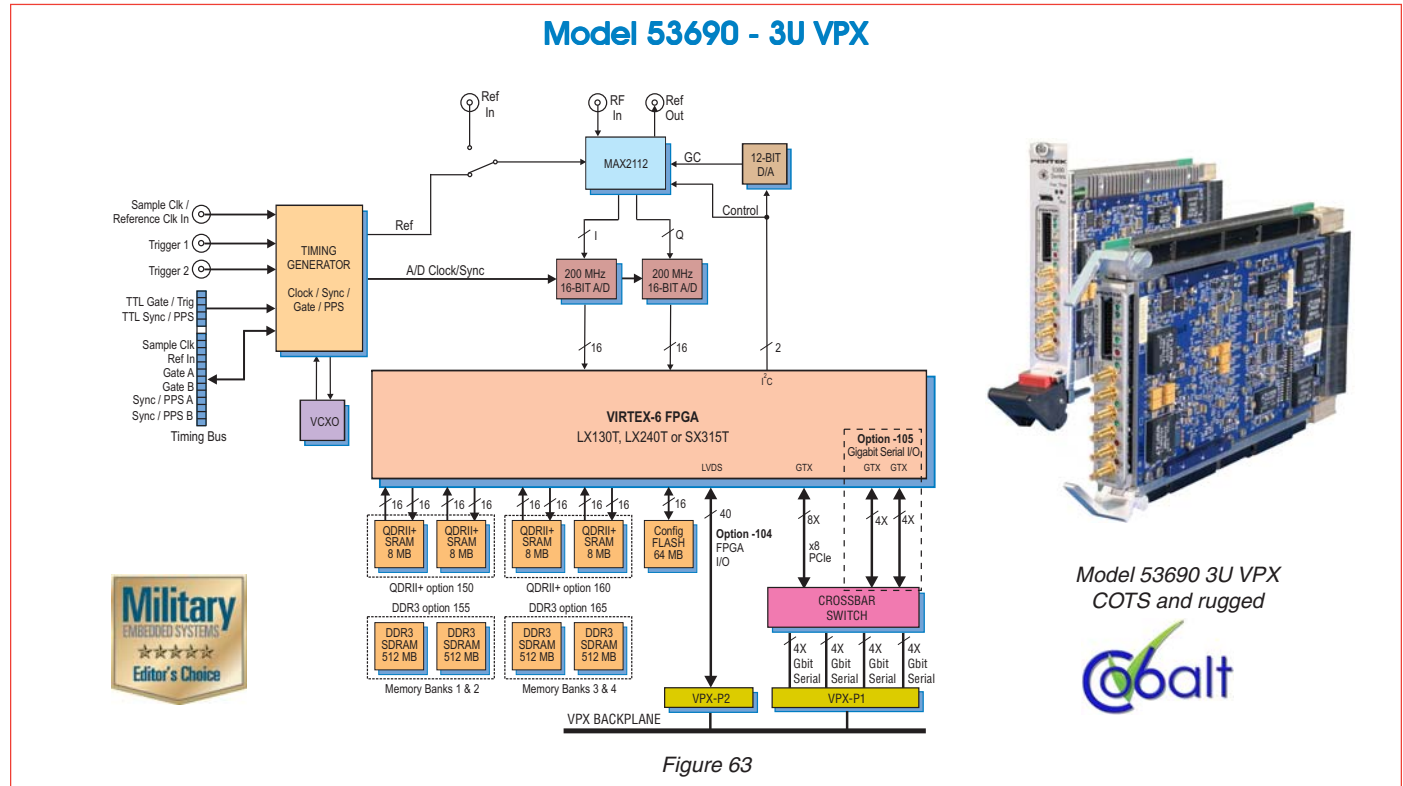 Model 53690 - 3U VPX
Ref
In
RF
In
Ref
Out
MAX2112
GC
12-BIT
D/A
Control
Sample Clk /
Reference Clk In
Trigger 1
Trigger 2
TTL Gate / Trig
TTL Sync / PPS
Sample Clk
Ref In
Gate A
Gate B
Sync / PPS A
Sync / PPS B
Timing Bus
TIMING
GENERATOR
Clock / Sync /
Gate / PPS
VCXO
Ref
A/D Clock/Sync
I
Q
200 MHz
16-BIT A/D
200 MHz
16-BIT A/D
16
16
2
I2C
VIRTEX-6 FPGA
LX130T, LX240T or SX315T
LVDS
GTX
Option -105
Gigabit Serial I/O
GTX GTX
16 16 16 16 16 16 16 16 16
40
8X
4X
4X
QDRII+
SRAM
8 MB
QDRII+
SRAM
8 MB
QDRII+
SRAM
8 MB
QDRII+
SRAM
8 MB
Config
FLASH
64 MB
Option -104
FPGA
I/O
x8
PCIe
QDRII+ option 150
QDRII+ option 160
DDR3 option 155
DDR3 option 165
DDR3
SDRAM
512 MB
DDR3
SDRAM
512 MB
DDR3
SDRAM
512 MB
DDR3
SDRAM
512 MB
Memory Banks 1 & 2
Memory Banks 3 & 4
CROSSBAR
SWITCH
4X
Gbit
Serial
4X
Gbit
Serial
4X
Gbit
Serial
4X
Gbit
Serial
VPX-P2
VPX-P1
VPX BACKPLANE
Figure 63
Military
EMBEDDED SYSTEMS
Editor's Choice
PENTEK
Model 53690 3U VPX
COTS and rugged
Cobalt